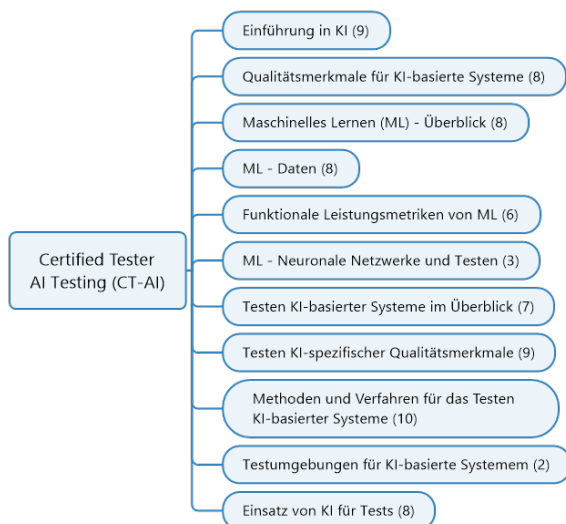 Einführung in KI (9)
Qualitätsmerkmale für KI-basierte Systeme (8)
Maschinelles Lernen (ML) - Überblick (8)
ML - Daten (8)
Funktionale Leistungsmetriken von ML (6)
Certified Tester
AI Testing (CT-AI)
ML - Neuronale Netzwerke und Testen (3)
Testen KI-basierter Systeme im Überblick (7)
Testen KI-spezifischer Qualitätsmerkmale (9)
Methoden und Verfahren für das Testen
KI-basierter Systeme (10)
Testumgebungen für KI-basierte Systemem (2)
Einsatz von KI für Tests (8)